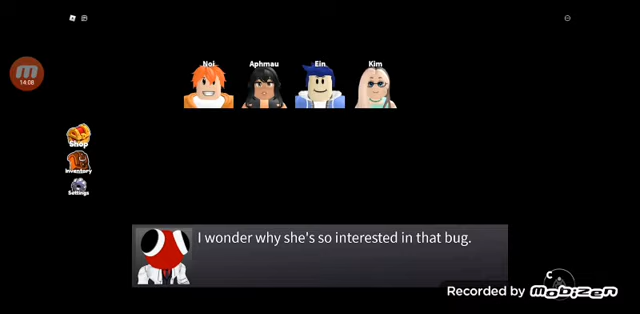 Noi
Aphmau
Ein
Kim
14:08
Shop
Inventory
Settings
I wonder why she's so interested in that bug.
Recorded by Mobizen